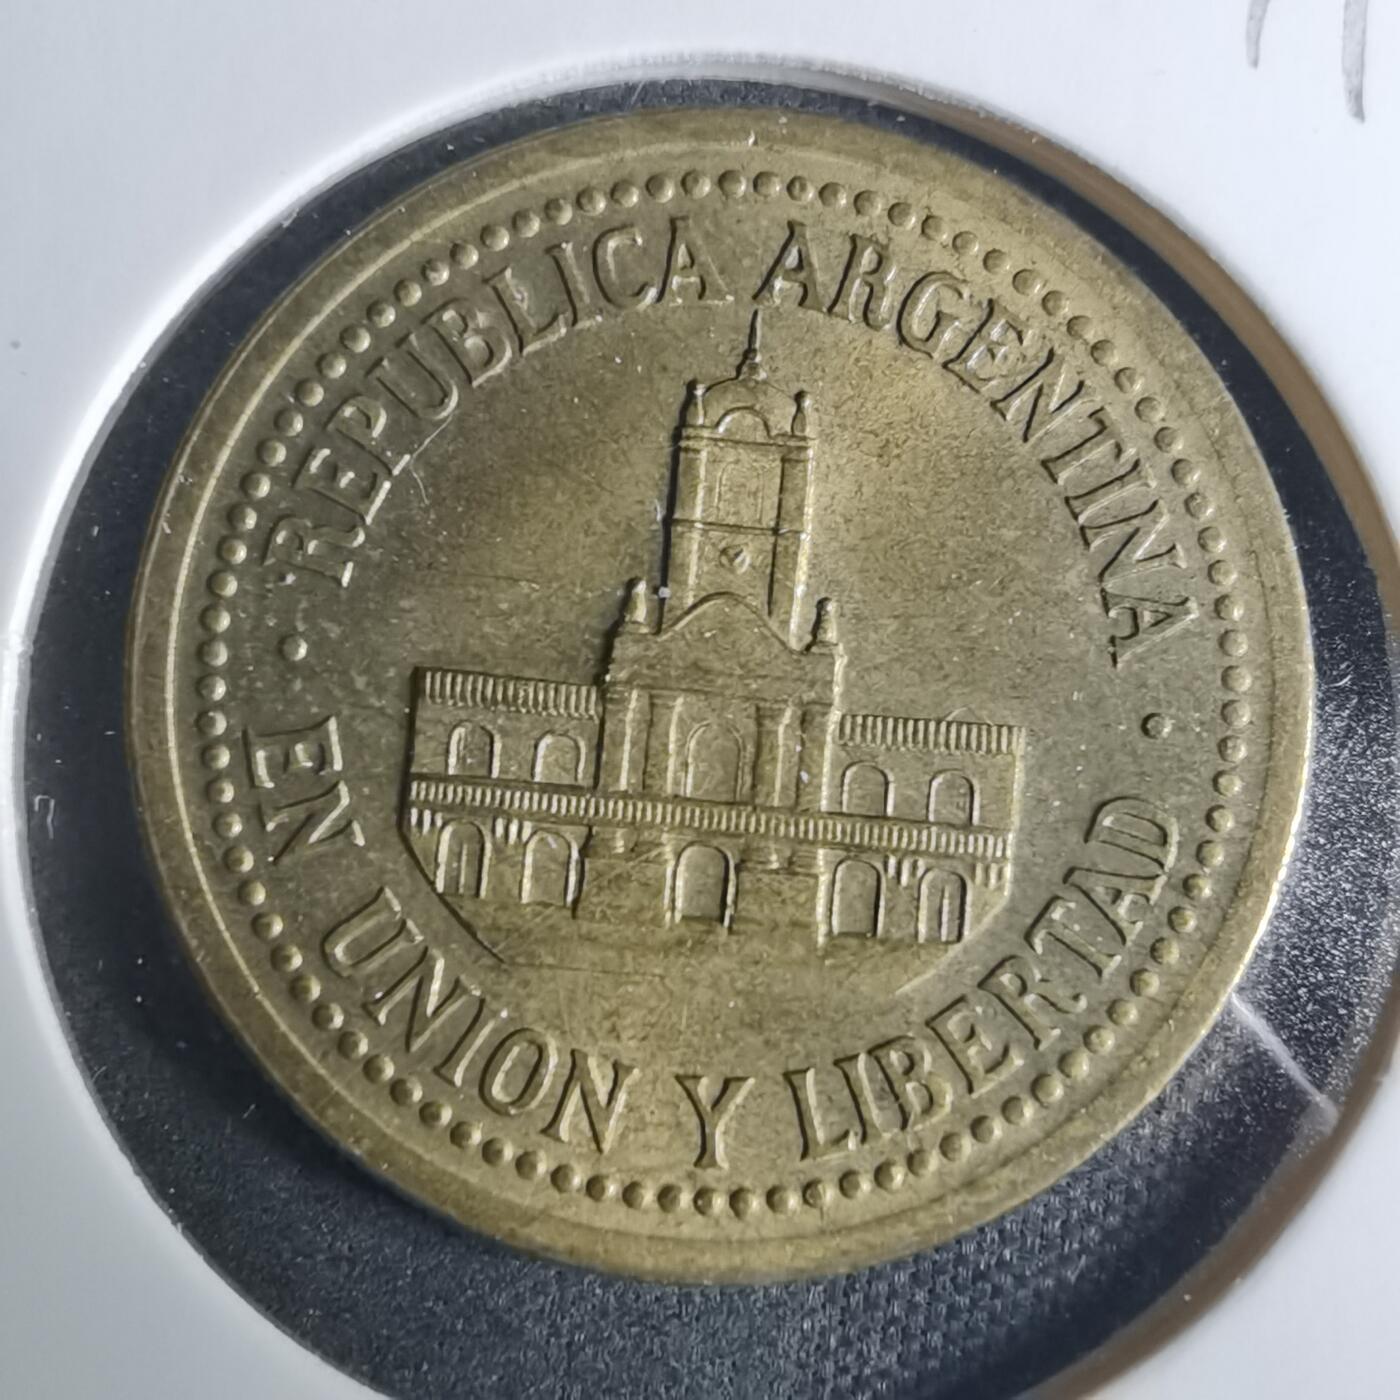 · REPUBLICA ARGENTINA ·
EN UNION Y LIBERTAD